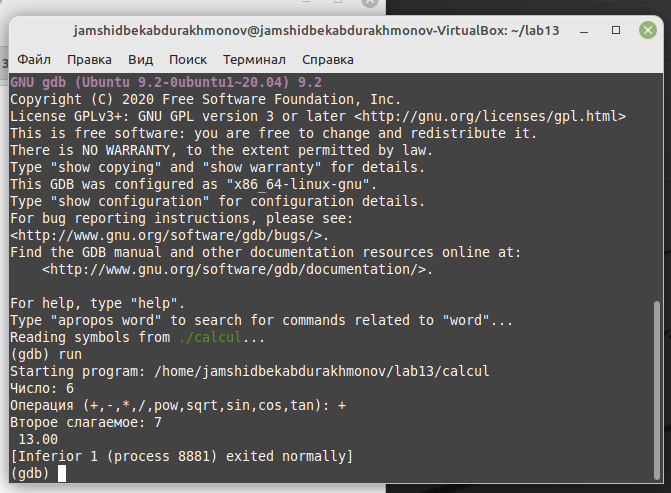 jamshidbekabdurakhmonov@jamshidbekabdurakhmonov-VirtualBox: ~/lab13
Файл Правка Вид Поиск Терминал Справка
3
GNU gdb (Ubuntu 9.2-0ubuntu1~20.04) 9.2
Copyright (C) 2020 Free Software Foundation, Inc.
License GPLv3+: GNU GPL version 3 or later <http://gnu.org/licenses/gpl.html>
This is free software: you are free to change and redistribute it.
There is NO WARRANTY, to the extent permitted by law.
Type "show copying" and "show warranty" for details.
This GDB was configured as "x86_64-linux-gnu".
Type "show configuration" for configuration details.
For bug reporting instructions, please see:
<http://www.gnu.org/software/gdb/bugs/>.
Find the GDB manual and other documentation resources online at:
    <http://www.gnu.org/software/gdb/documentation/>.

For help, type "help".
Type "apropos word" to search for commands related to "word"...
Reading symbols from ./calcul...
(gdb) run
Starting program: /home/jamshidbekabdurakhmonov/lab13/calcul
Число: 6
Операция (+,-,*,/,pow,sqrt,sin,cos,tan): +
Второе слагаемое: 7
 13.00
[Inferior 1 (process 8881) exited normally]
(gdb)